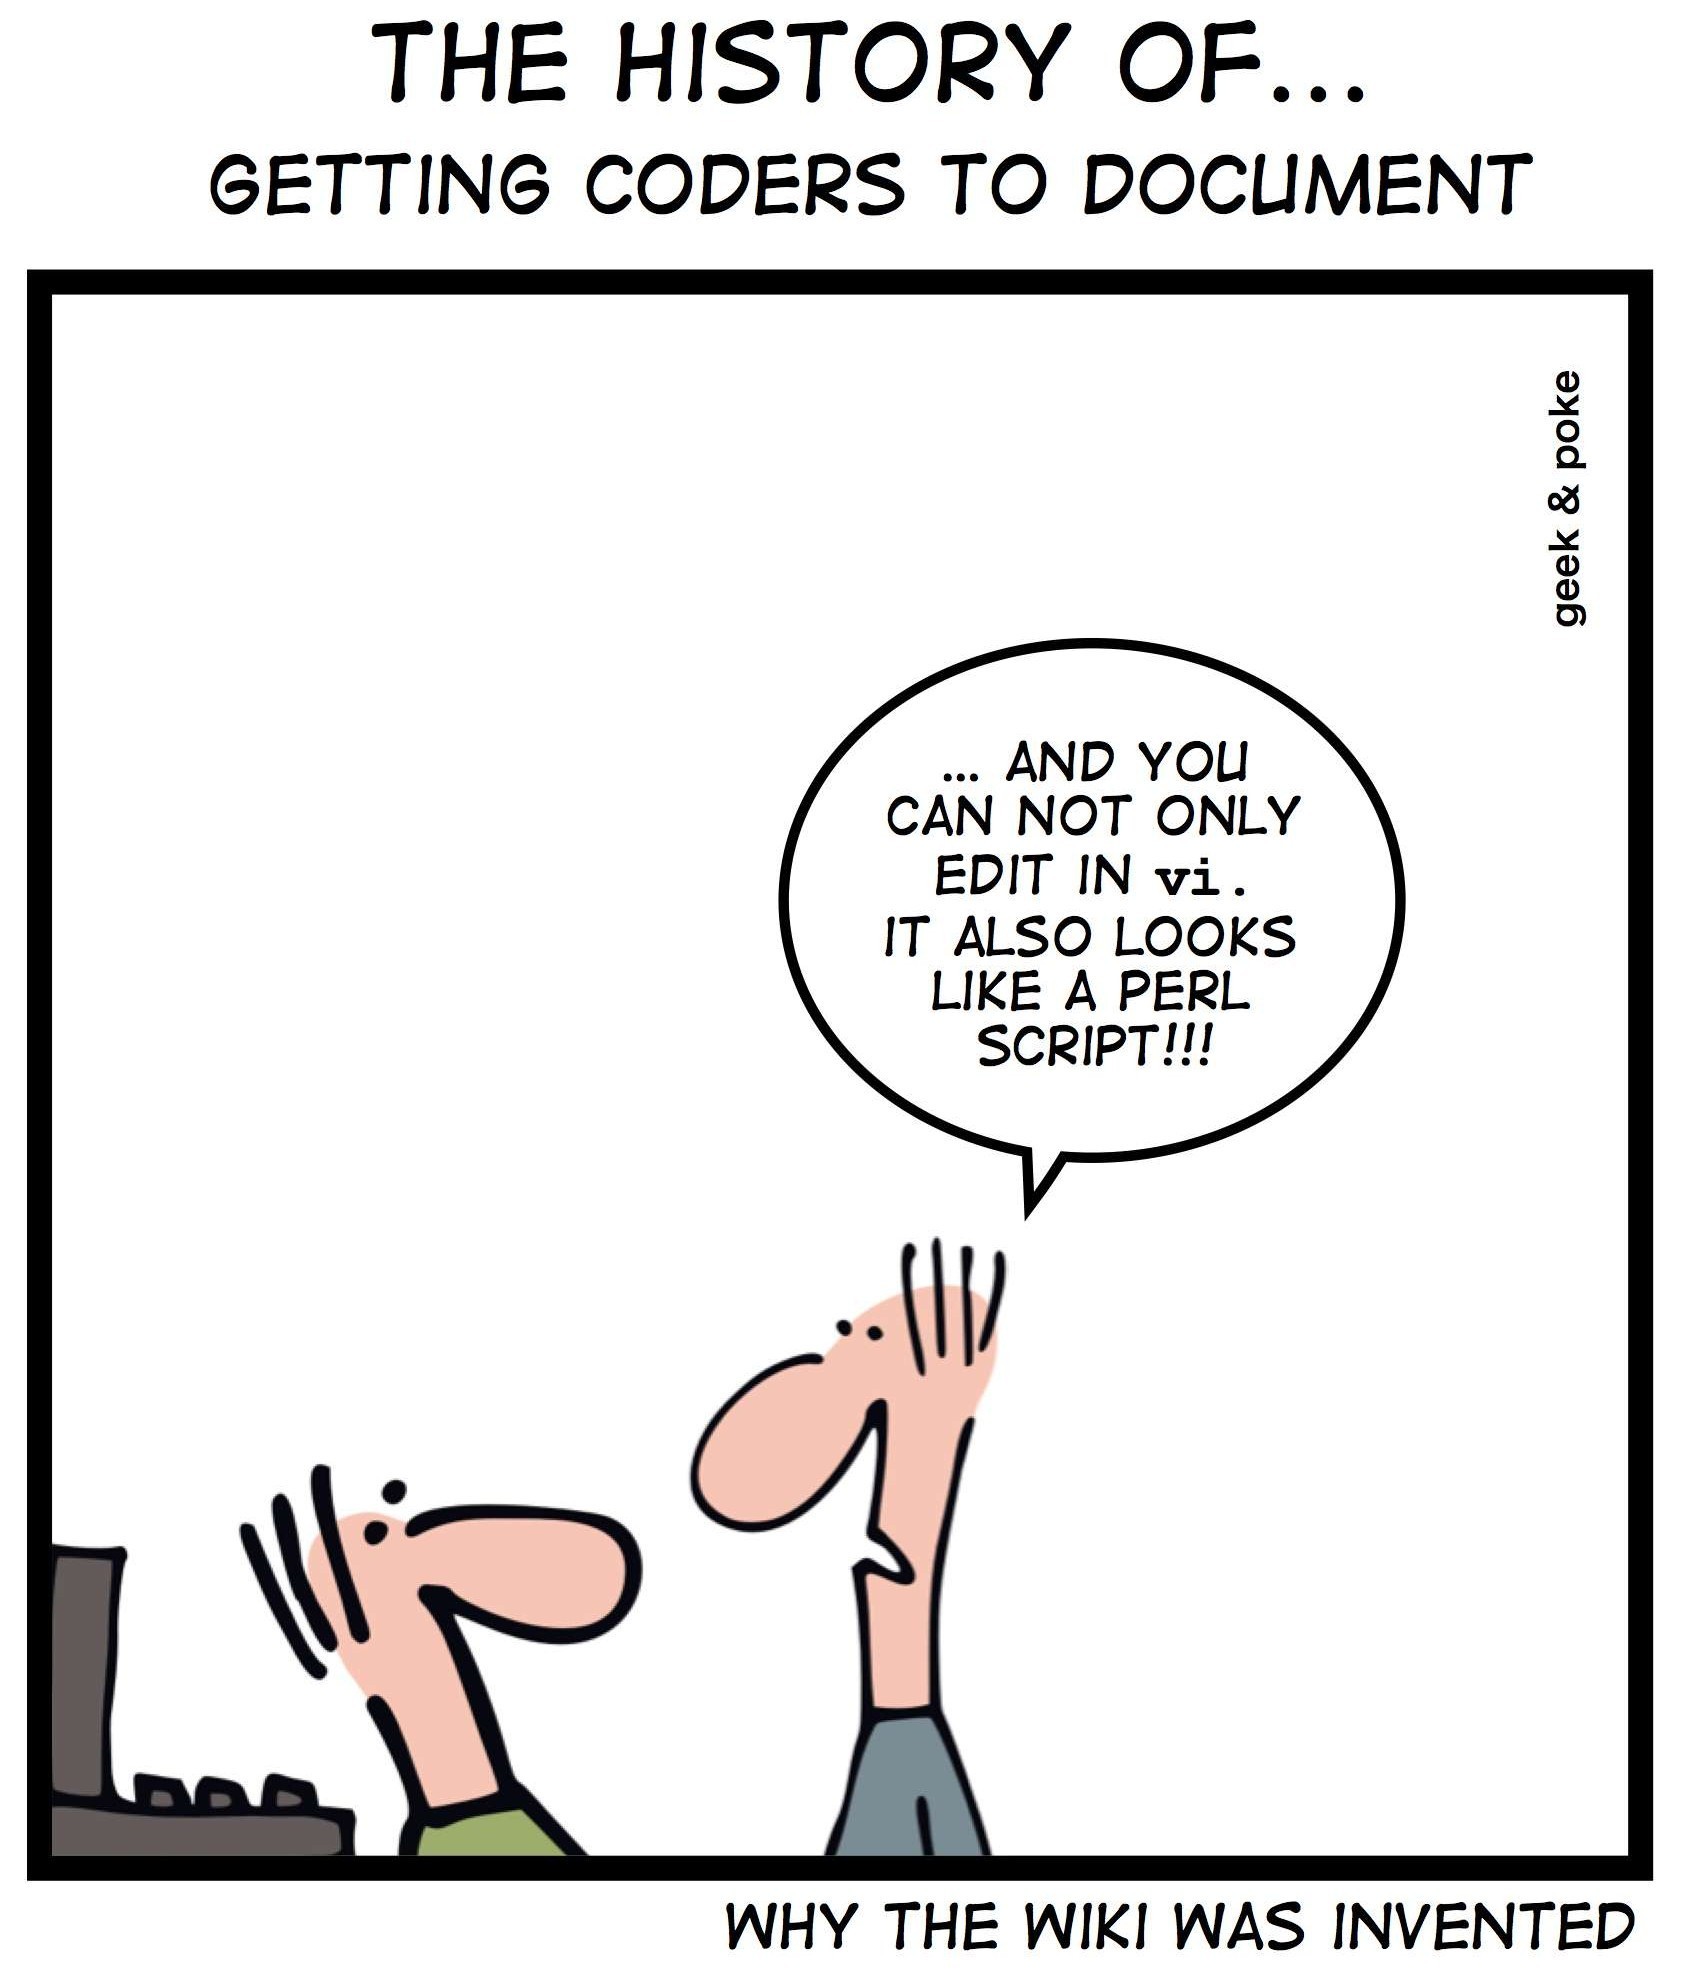 THE HISTORY OF...
GETTING CODERS TO DOCUMENT
geek & poke
... AND YOU
CAN NOT ONLY
EDIT IN vi.
IT ALSO LOOKS
LIKE A PERL
SCRIPT!!!
WHY THE WIKI WAS INVENTED